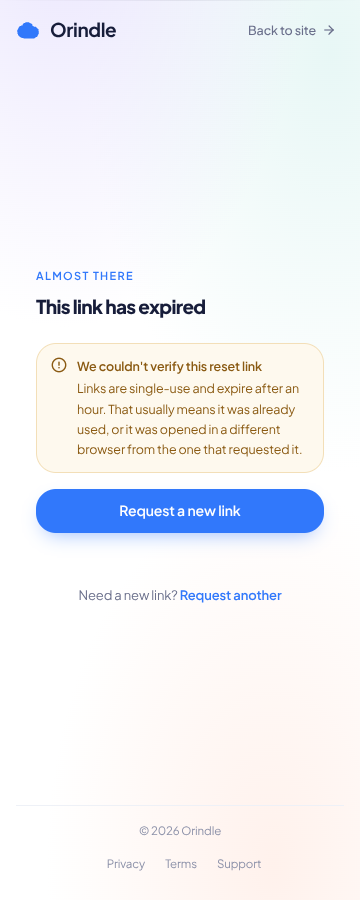 Orindle
Back to site
ALMOST THERE
This link has expired
We couldn't verify this reset link
Links are single-use and expire after an
hour. That usually means it was already
used, or it was opened in a different
browser from the one that requested it.
Request a new link
Need a new link? Request another
© 2026 Orindle
Privacy Terms Support